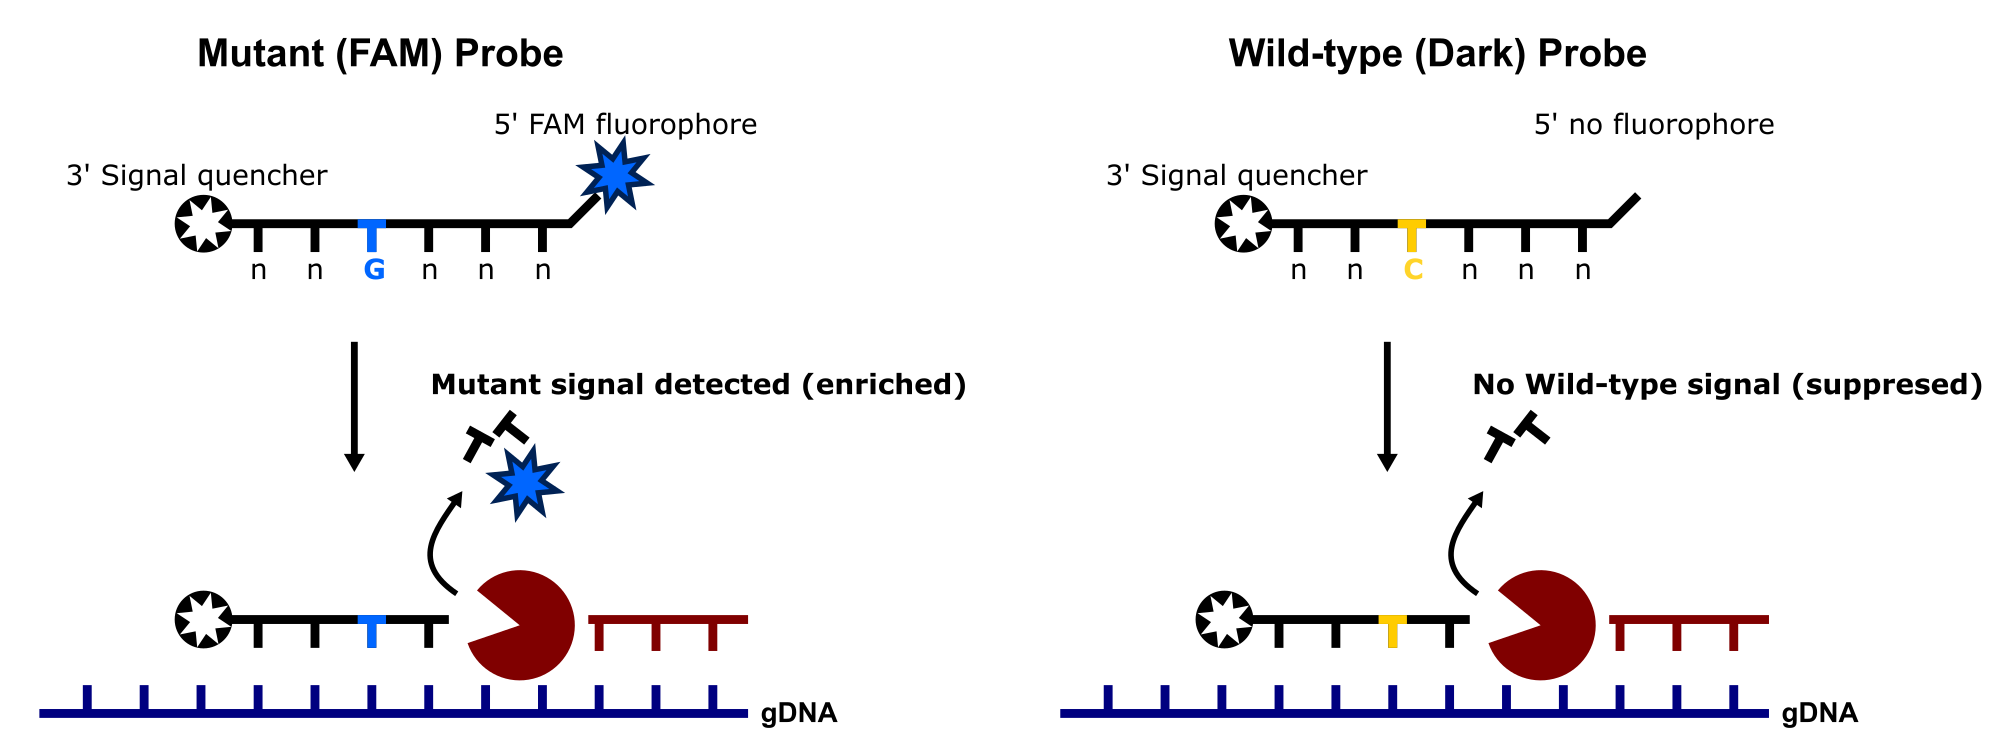 Mutant (FAM) Probe
5' FAM fluorophore
3' Signal quencher
n n G n n n
Mutant signal detected (enriched)
gDNA
Wild-type (Dark) Probe
5' no fluorophore
3' Signal quencher
n n C n n n
No Wild-type signal (suppresed)
gDNA